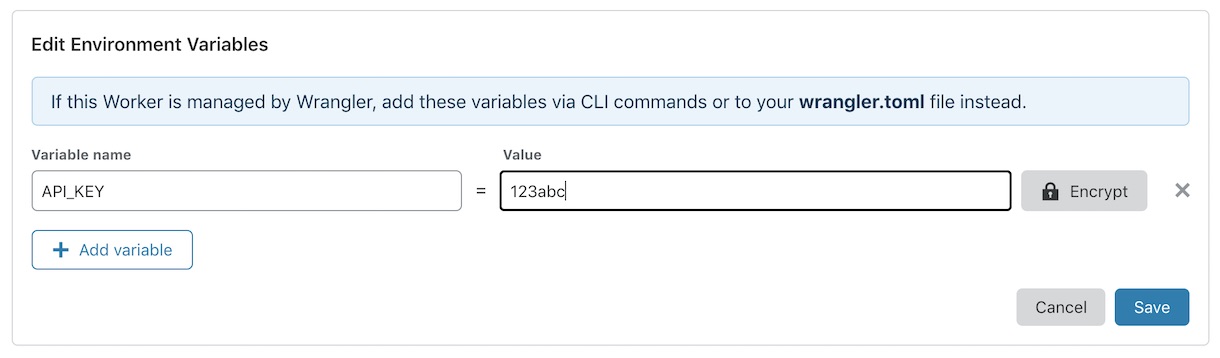 Edit Environment Variables
If this Worker is managed by Wrangler, add these variables via CLI commands or to your wrangler.toml file instead.
Variable name Value
API_KEY = 123abc Encrypt
Add variable
Cancel Save